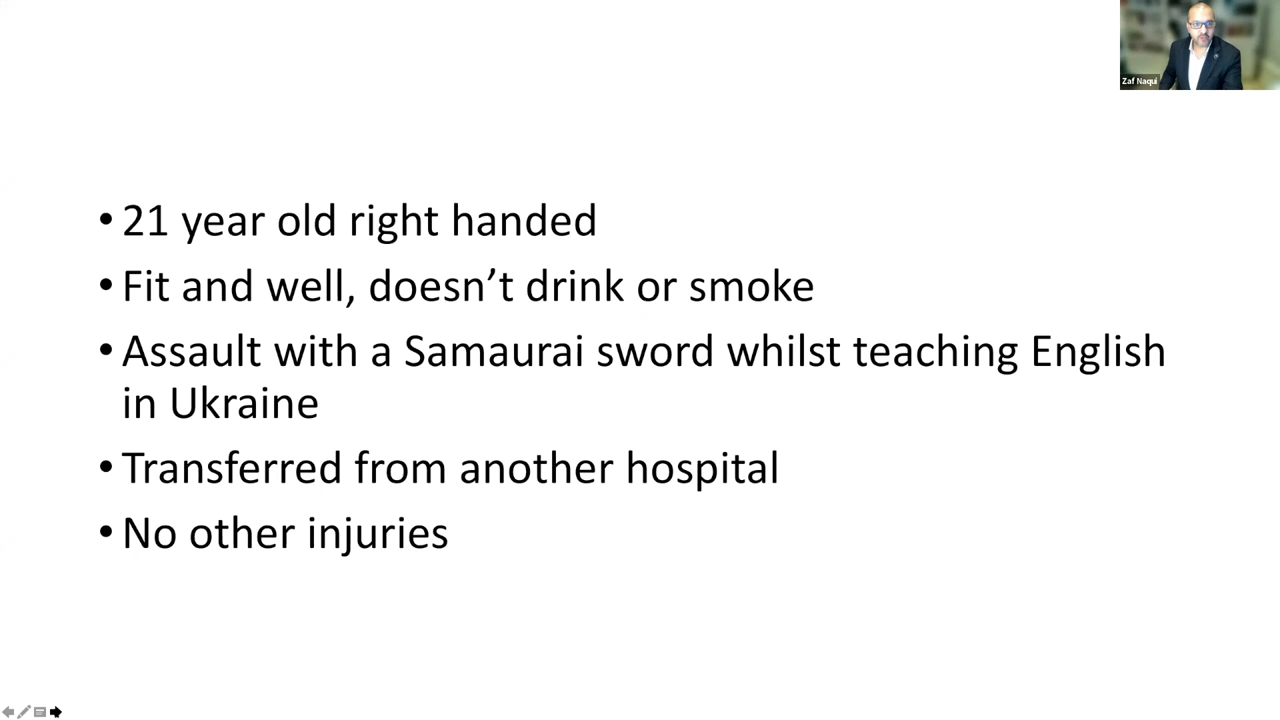 Zaf Naqui
• 21 year old right handed
• Fit and well, doesn’t drink or smoke
• Assault with a Samaurai sword whilst teaching English
in Ukraine
• Transferred from another hospital
• No other injuries